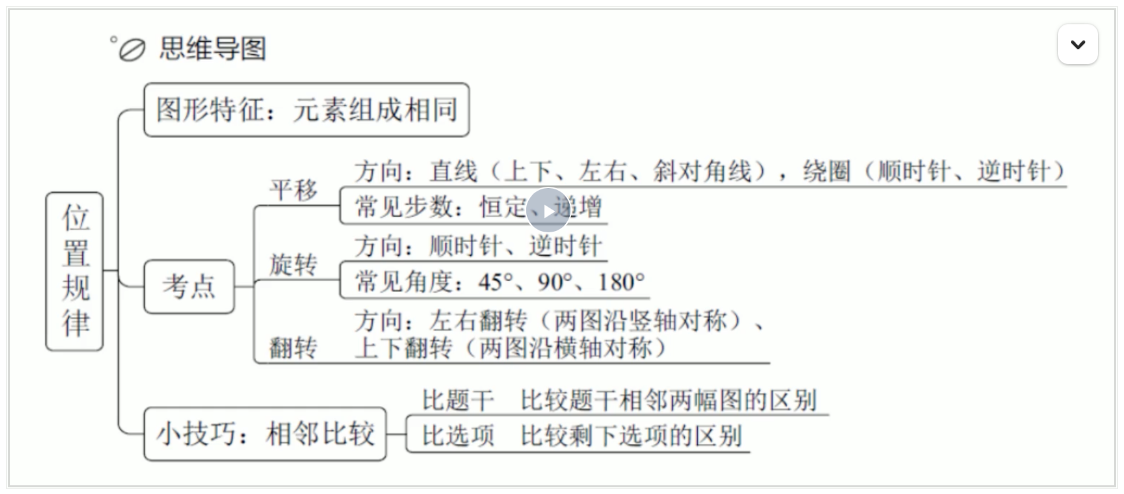 思维导图
图形特征：元素组成相同
方向：直线（上下、左右、斜对角线），绕圈（顺时针、逆时针）
平移
常见步数：恒定、递增
位置规律
考点
方向：顺时针、逆时针
旋转
常见角度：45°、90°、180°
方向：左右翻转（两图沿竖轴对称）、
翻转 上下翻转（两图沿横轴对称）
小技巧：相邻比较
比题干 比较题干相邻两幅图的区别
比选项 比较剩下选项的区别